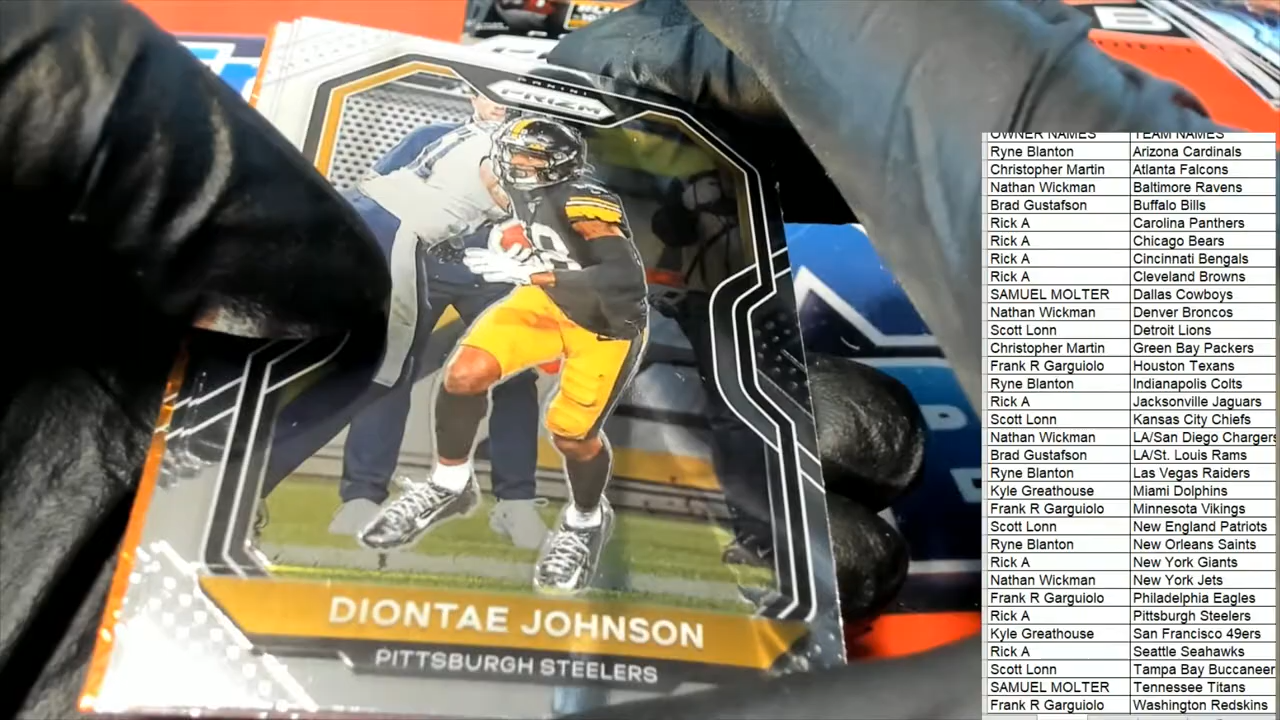 PANINI
PRIZM
DIONTAE JOHNSON
PITTSBURGH STEELERS
OWNER NAMES TEAM NAMES
Ryne Blanton Arizona Cardinals
Christopher Martin Atlanta Falcons
Nathan Wickman Baltimore Ravens
Brad Gustafson Buffalo Bills
Rick A Carolina Panthers
Rick A Chicago Bears
Rick A Cincinnati Bengals
Rick A Cleveland Browns
SAMUEL MOLTER Dallas Cowboys
Nathan Wickman Denver Broncos
Scott Lonn Detroit Lions
Christopher Martin Green Bay Packers
Frank R Garguiolo Houston Texans
Ryne Blanton Indianapolis Colts
Rick A Jacksonville Jaguars
Scott Lonn Kansas City Chiefs
Nathan Wickman LA/San Diego Chargers
Brad Gustafson LA/St. Louis Rams
Ryne Blanton Las Vegas Raiders
Kyle Greathouse Miami Dolphins
Frank R Garguiolo Minnesota Vikings
Scott Lonn New England Patriots
Ryne Blanton New Orleans Saints
Rick A New York Giants
Nathan Wickman New York Jets
Frank R Garguiolo Philadelphia Eagles
Rick A Pittsburgh Steelers
Kyle Greathouse San Francisco 49ers
Rick A Seattle Seahawks
Scott Lonn Tampa Bay Buccaneer
SAMUEL MOLTER Tennessee Titans
Frank R Garguiolo Washington Redskins